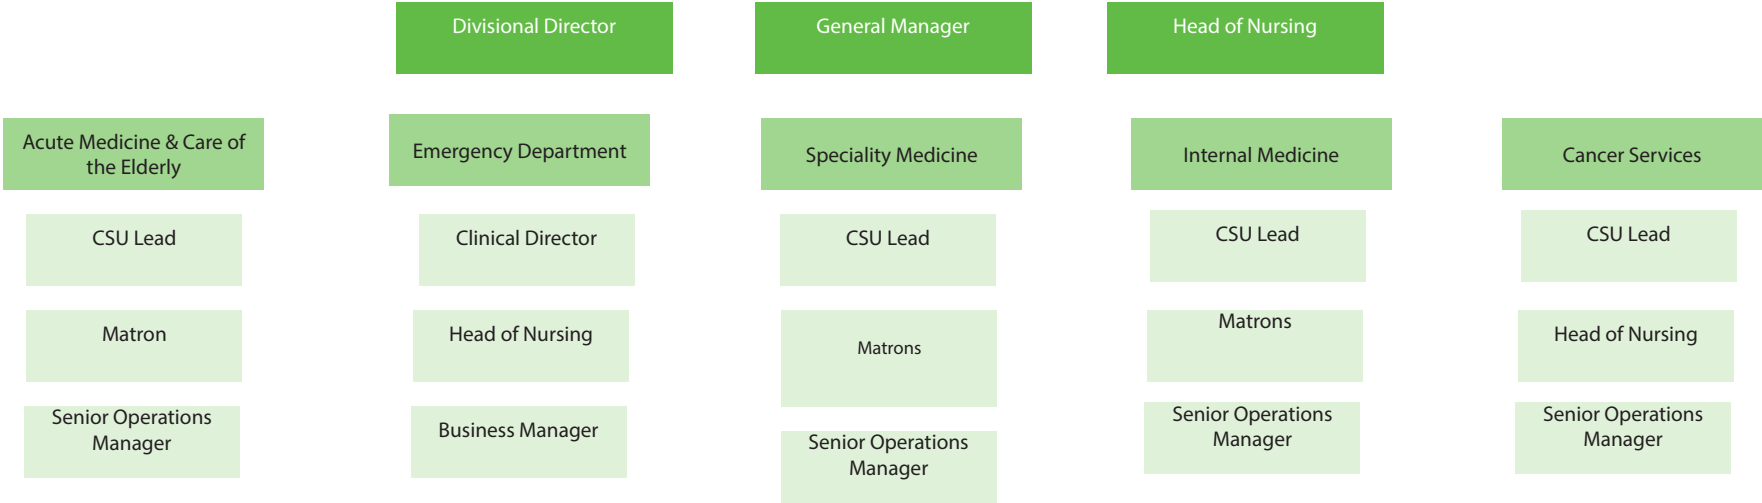 Divisional Director
General Manager
Head of Nursing
Acute Medicine & Care of
the Elderly
Emergency Department
Speciality Medicine
Internal Medicine
Cancer Services
CSU Lead
Clinical Director
CSU Lead
CSU Lead
CSU Lead
Matron
Head of Nursing
Matrons
Matrons
Head of Nursing
Senior Operations
Manager
Business Manager
Senior Operations
Manager
Senior Operations
Manager
Senior Operations
Manager